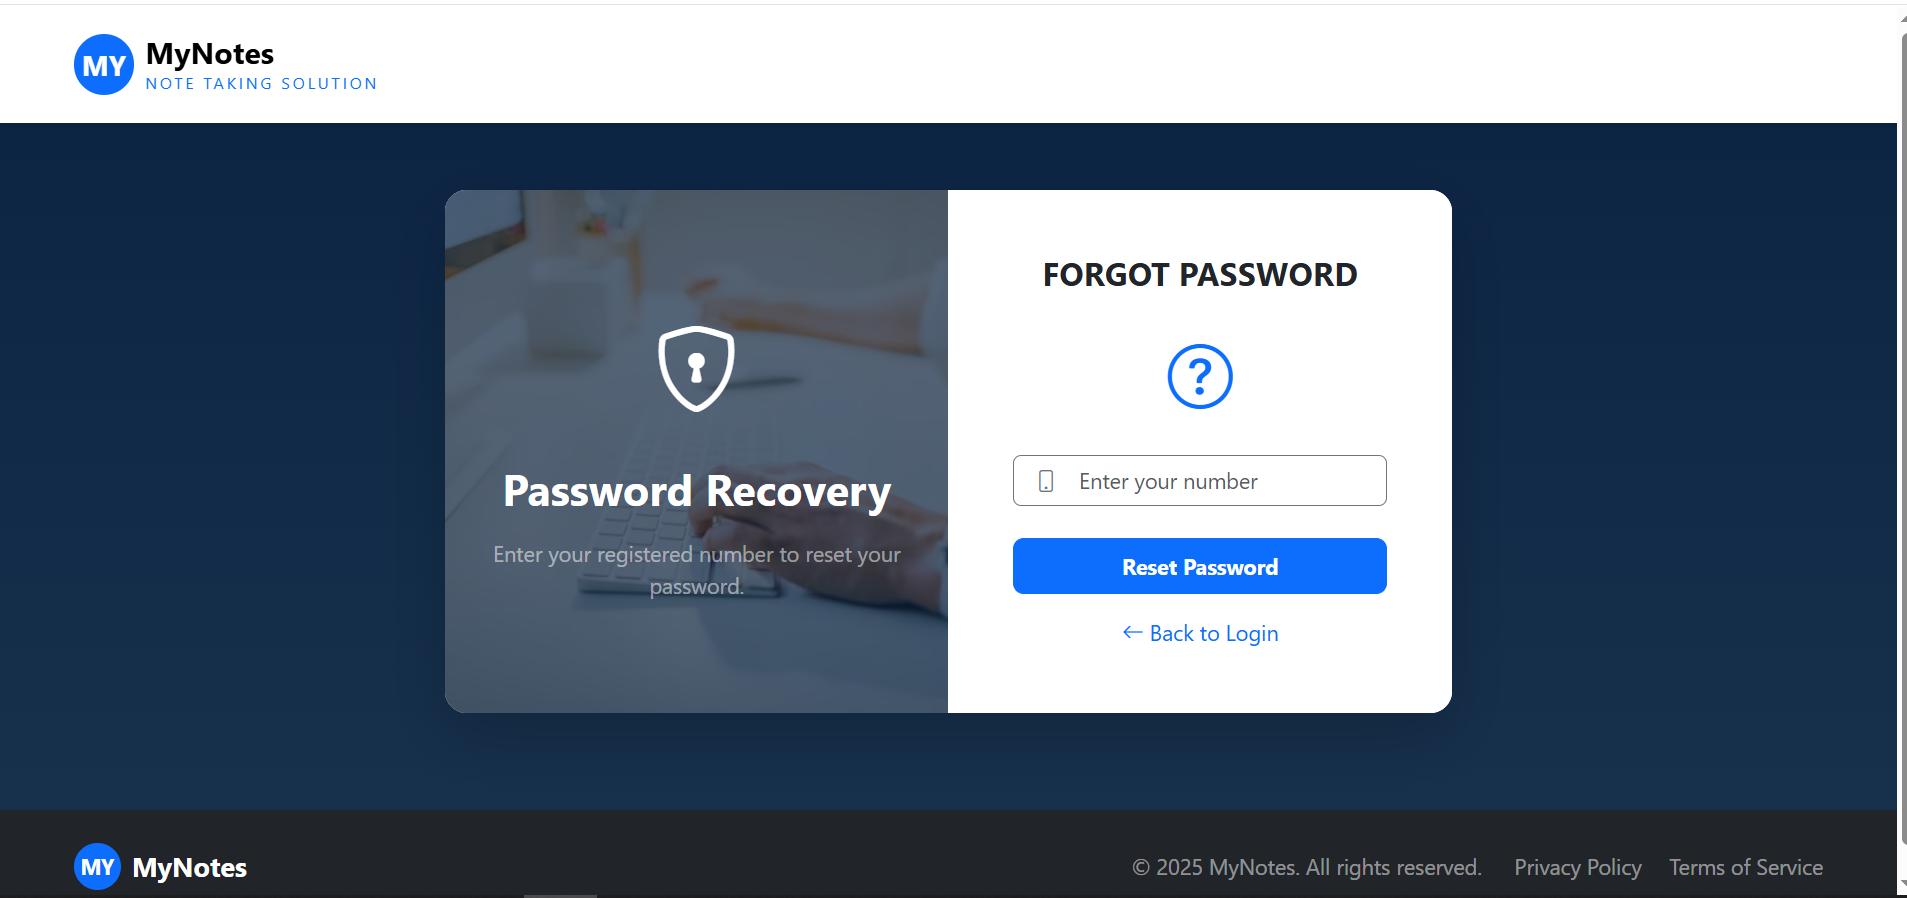 MY
MyNotes
NOTE TAKING SOLUTION
Password Recovery
Enter your registered number to reset your
password.
FORGOT PASSWORD
?
Enter your number
Reset Password
← Back to Login
MY
MyNotes
© 2025 MyNotes. All rights reserved.
Privacy Policy
Terms of Service